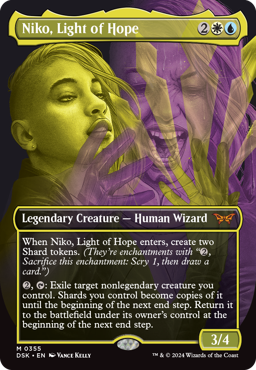 Niko, Light of Hope 2
Legendary Creature — Human Wizard
When Niko, Light of Hope enters, create two
Shard tokens. (They're enchantments with "2,
Sacrifice this enchantment: Scry 1, then draw a
card.")
2, T: Exile target nonlegendary creature you
control. Shards you control become copies of it
until the beginning of the next end step. Return it
to the battlefield under its owner's control at the
beginning of the next end step.
3/4
M 0355
DSK • EN VANCE KELLY
™ & © 2024 Wizards of the Coast